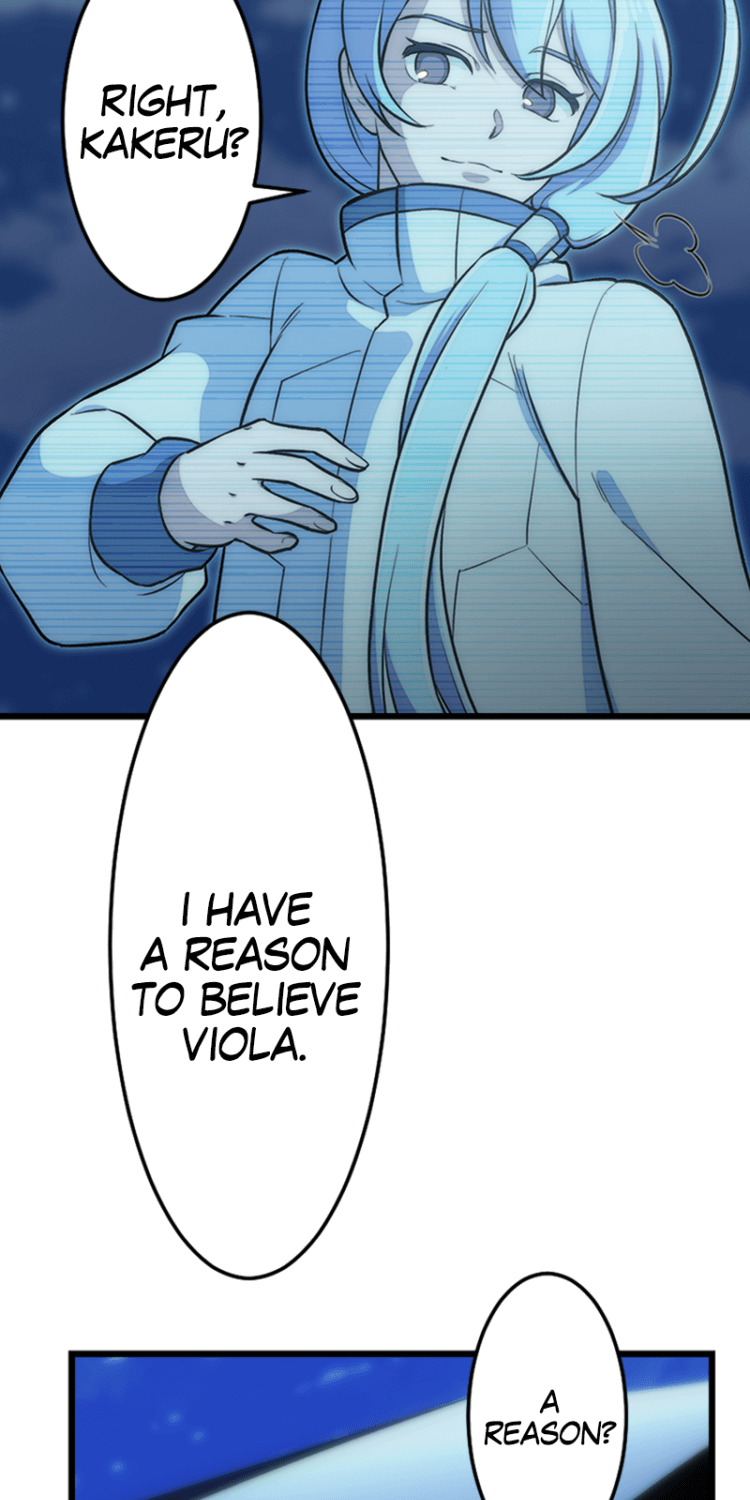 RIGHT,
KAKERU?
I HAVE
A REASON
TO BELIEVE
VIOLA.
A
REASON?